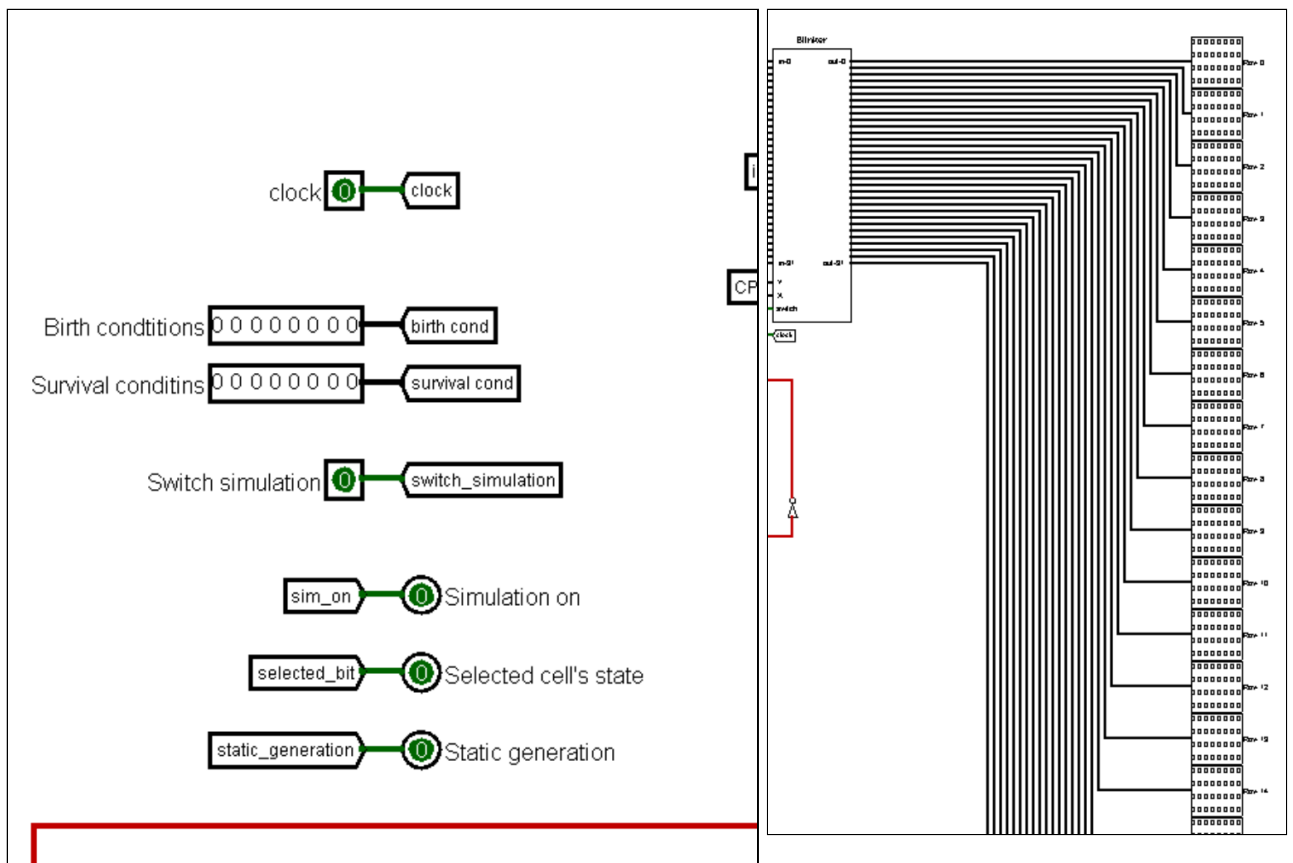 clock 0 clock
Birth condtitions 0 0 0 0 0 0 0 0 birth cond
Survival conditins 0 0 0 0 0 0 0 0 survival cond
Switch simulation 0 switch_simulation
sim_on 0 Simulation on
selected_bit 0 Selected cell's state
static_generation 0 Static generation
i
CP
in-0 out-0
in-31 out-31
Y
X
switch
clock
Row 0
Row 1
Row 2
Row 3
Row 4
Row 5
Row 6
Row 7
Row 8
Row 9
Row 10
Row 11
Row 12
Row 13
Row 14